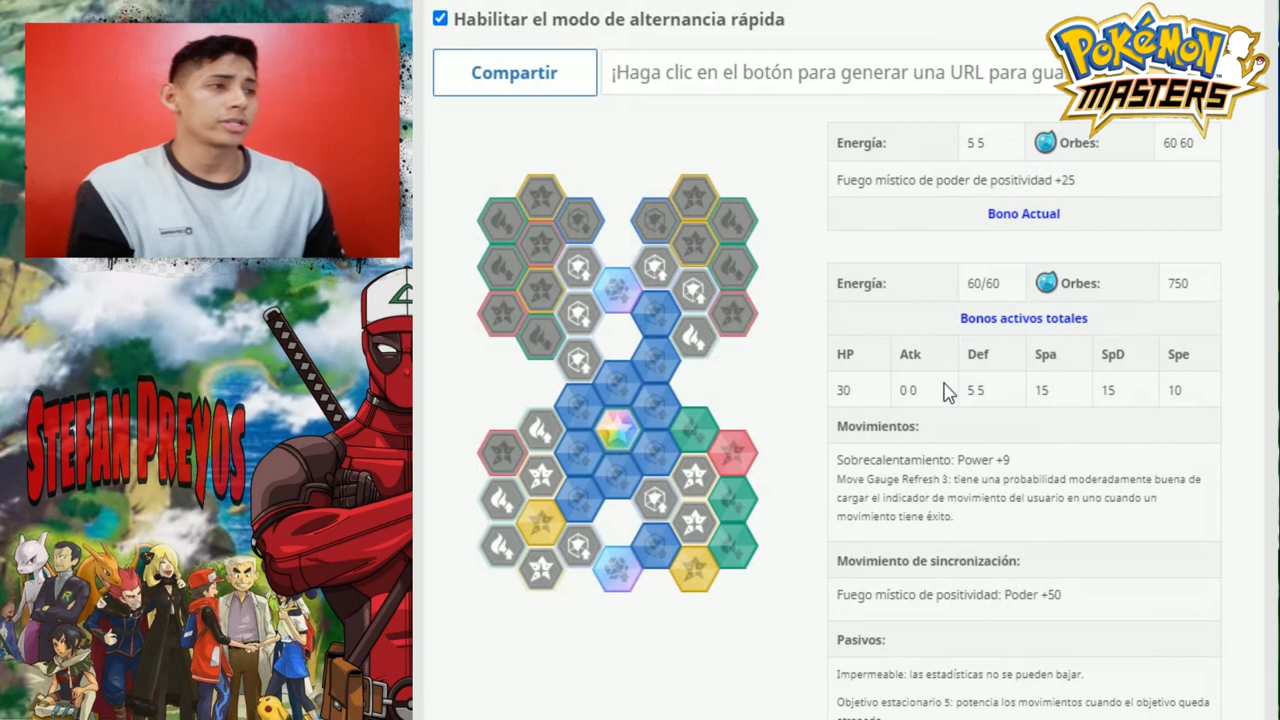 Habilitar el modo de alternancia rápida
Compartir
¡Haga clic en el botón para generar una URL para gua
POKÉMON
MASTERS
Energía: 5 5 Orbes: 60 60
Fuego místico de poder de positividad +25
Bono Actual
Energía: 60/60 Orbes: 750
Bonos activos totales
HP Atk Def Spa SpD Spe
30 0 0 5 5 15 15 10
Movimientos:
Sobrecalentamiento: Power +9
Move Gauge Refresh 3: tiene una probabilidad moderadamente buena de
cargar el indicador de movimiento del usuario en uno cuando un
movimiento tiene éxito.
Movimiento de sincronización:
Fuego místico de positividad: Poder +50
Pasivos:
Impermeable: las estadísticas no se pueden bajar.
Objetivo estacionario 5: potencia los movimientos cuando el objetivo queda
STEFAN PREYOS